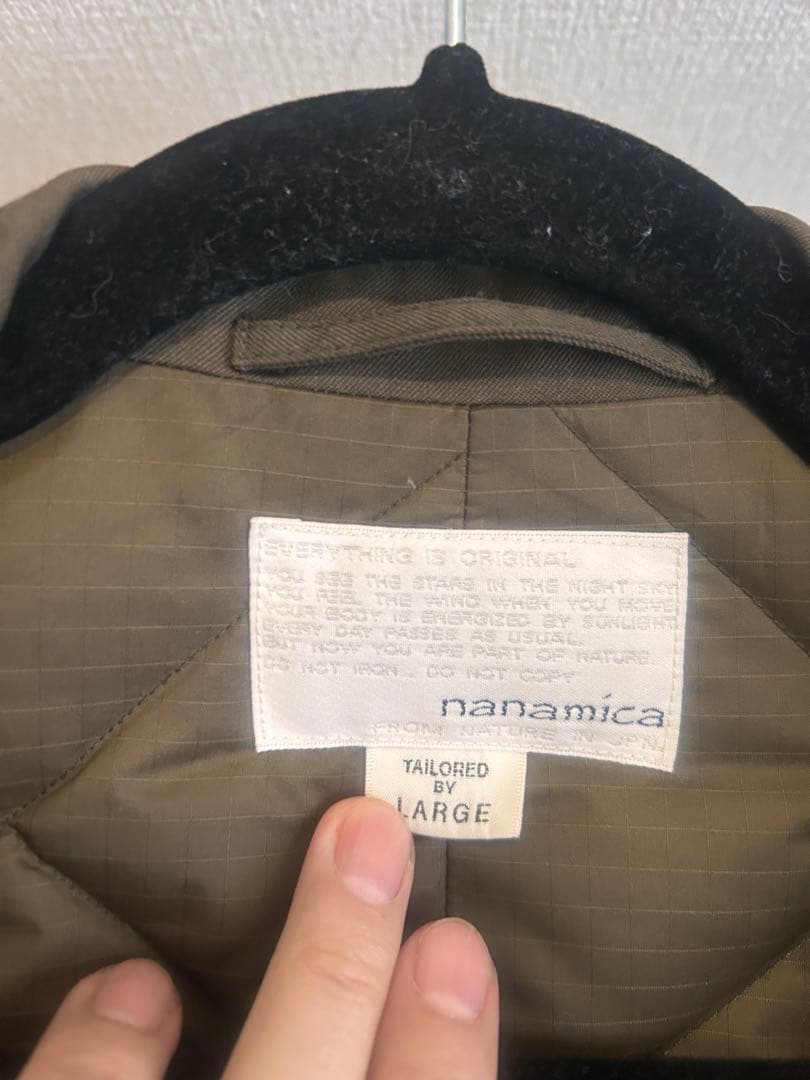 EVERYTHING IS ORIGINAL
YOU SEE THE STARS IN THE NIGHT SKY
YOU FEEL THE WIND WHEN YOU MOVE
YOUR BODY IS ENERGIZED BY SUNLIGHT
EVERY DAY PASSES AS USUAL
BUT NOW YOU ARE PART OF NATURE.
DO NOT IRON . DO NOT COPY
nanamica
FROM NATURE IN JPN
TAILORED
BY
LARGE